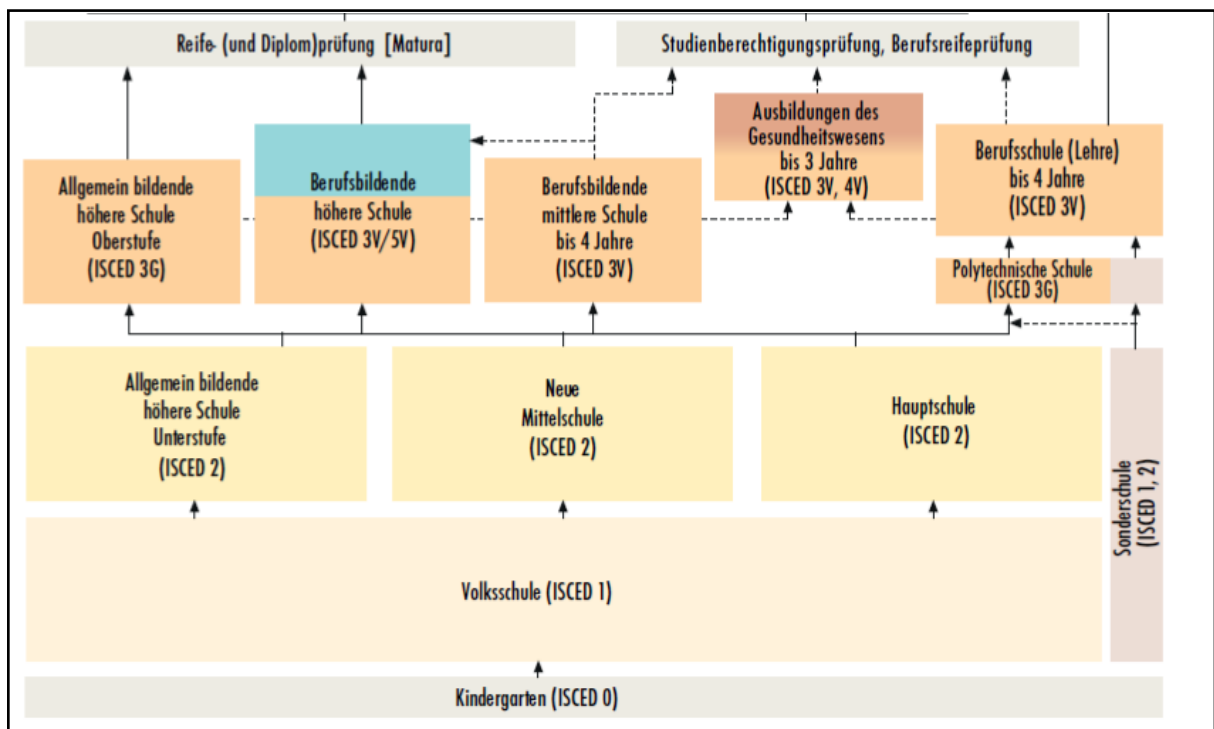 Reife- (und Diplom)prüfung [Matura]
Studienberechtigungsprüfung, Berufsreifeprüfung
Allgemein bildende
höhere Schule
Oberstufe
(ISCED 3G)
Berufsbildende
höhere Schule
(ISCED 3V/5V)
Berufsbildende
mittlere Schule
bis 4 Jahre
(ISCED 3V)
Ausbildungen des
Gesundheitswesens
bis 3 Jahre
(ISCED 3V, 4V)
Berufsschule (Lehre)
bis 4 Jahre
(ISCED 3V)
Polytechnische Schule
(ISCED 3G)
Allgemein bildende
höhere Schule
Unterstufe
(ISCED 2)
Neue
Mittelschule
(ISCED 2)
Hauptschule
(ISCED 2)
Sonderschule
(ISCED 1, 2)
Volksschule (ISCED 1)
Kindergarten (ISCED 0)